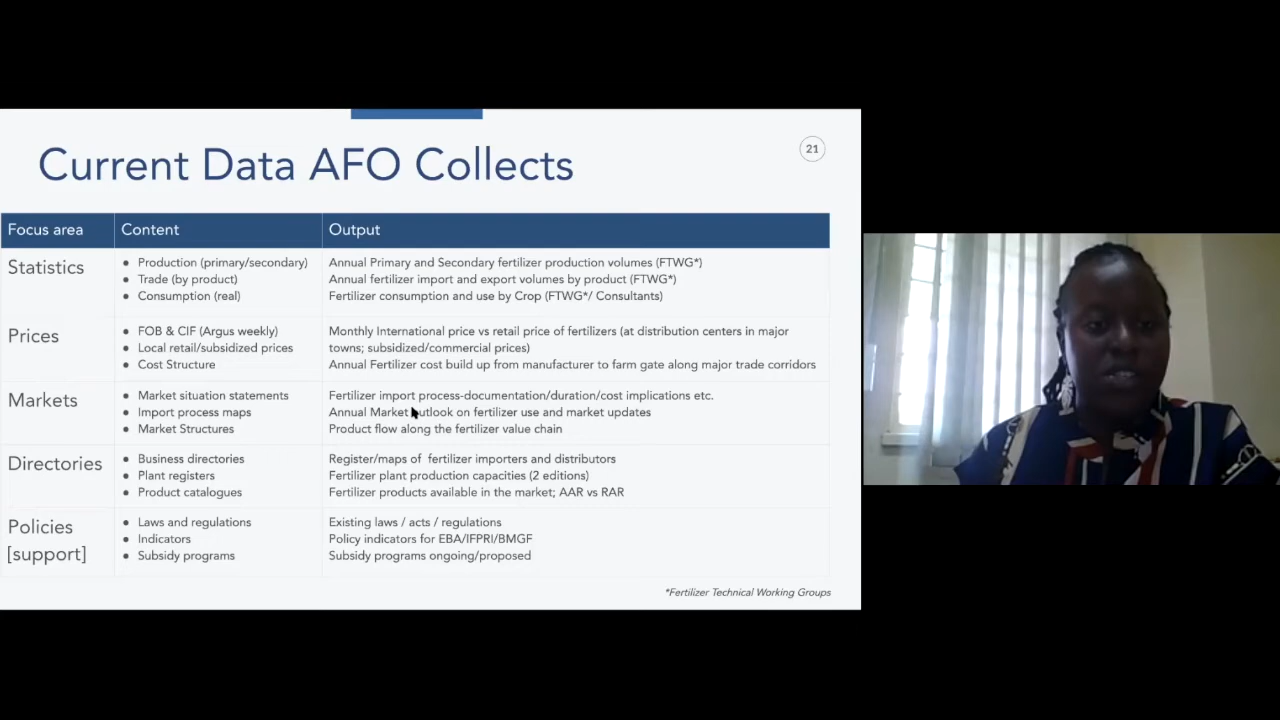 Current Data AFO Collects
21
Focus area
Content
Output
Statistics
• Production (primary/secondary)
• Trade (by product)
• Consumption (real)
Annual Primary and Secondary fertilizer production volumes (FTWG*)
Annual fertilizer import and export volumes by product (FTWG*)
Fertilizer consumption and use by Crop (FTWG*/ Consultants)
Prices
• FOB & CIF (Argus weekly)
• Local retail/subsidized prices
• Cost Structure
Monthly International price vs retail price of fertilizers (at distribution centers in major
towns; subsidized/commercial prices)
Annual Fertilizer cost build up from manufacturer to farm gate along major trade corridors
Markets
• Market situation statements
• Import process maps
• Market Structures
Fertilizer import process-documentation/duration/cost implications etc.
Annual Market outlook on fertilizer use and market updates
Product flow along the fertilizer value chain
Directories
• Business directories
• Plant registers
• Product catalogues
Register/maps of fertilizer importers and distributors
Fertilizer plant production capacities (2 editions)
Fertilizer products available in the market; AAR vs RAR
Policies
[support]
• Laws and regulations
• Indicators
• Subsidy programs
Existing laws / acts / regulations
Policy indicators for EBA/IFPRI/BMGF
Subsidy programs ongoing/proposed
*Fertilizer Technical Working Groups